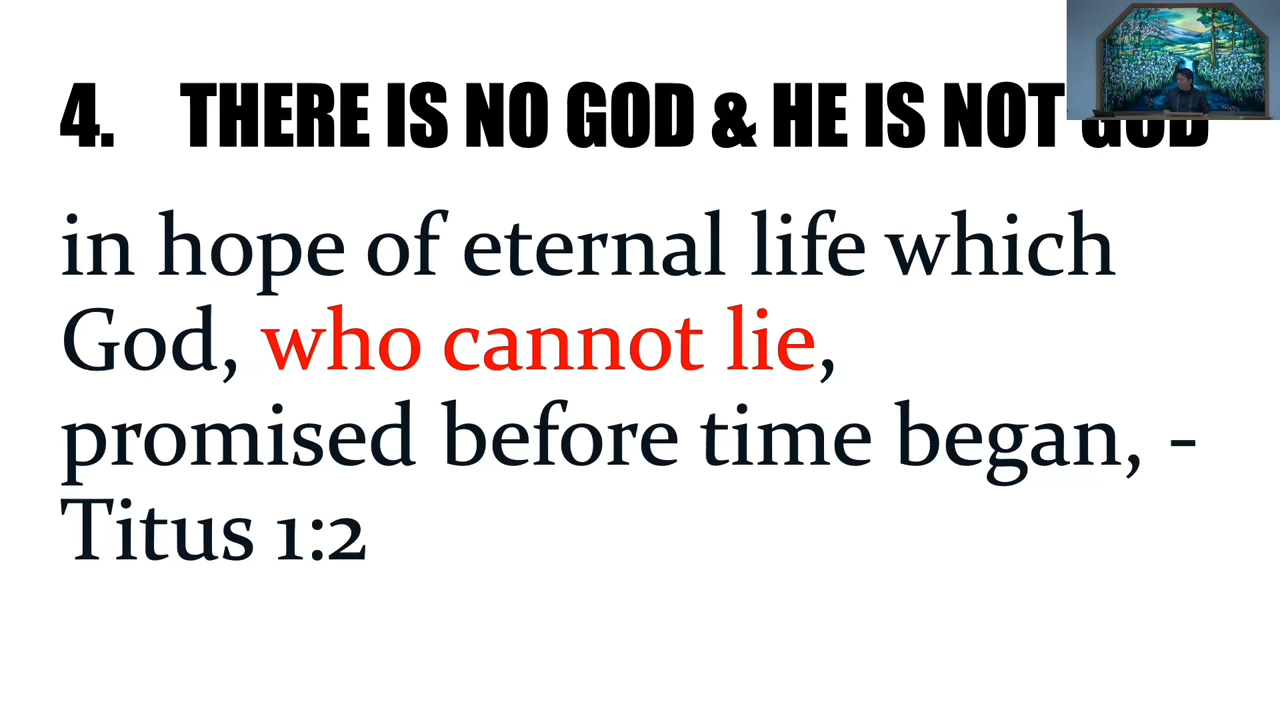 4. THERE IS NO GOD & HE IS NOT GOD
in hope of eternal life which
God, who cannot lie,
promised before time began, -
Titus 1:2